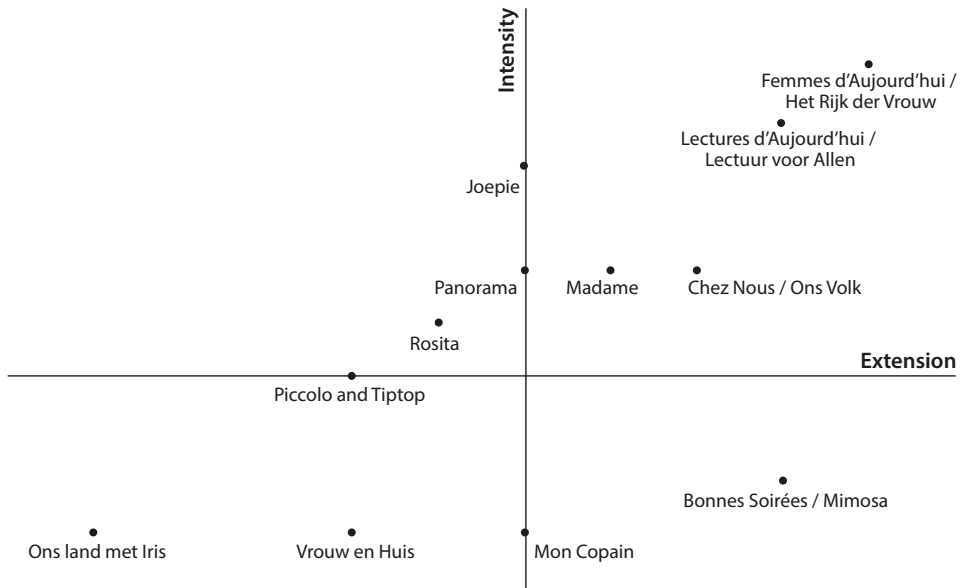 Intensity
Femmes d'Aujourd'hui /
Het Rijk der Vrouw
Lectures d'Aujourd'hui /
Lectuur voor Allen
Joepie
Panorama
Madame
Chez Nous / Ons Volk
Rosita
Extension
Piccolo and Tiptop
Bonnes Soirées / Mimosa
Ons land met Iris
Vrouw en Huis
Mon Copain